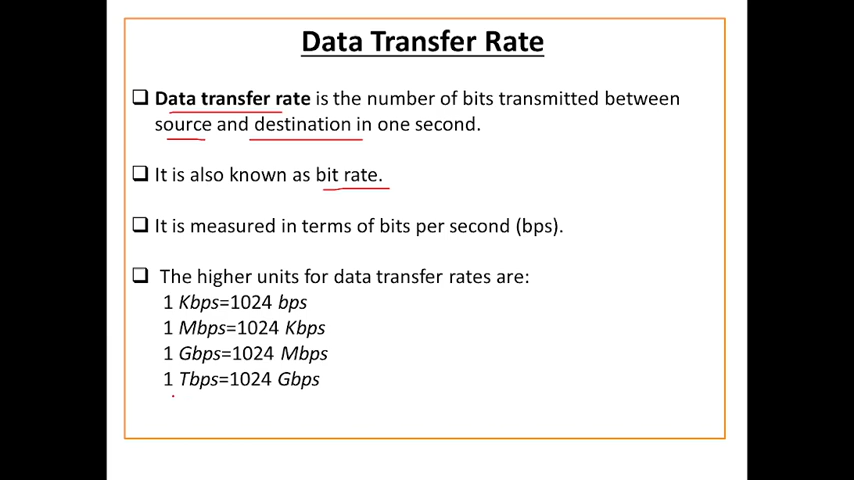 Data Transfer Rate
❑ Data transfer rate is the number of bits transmitted between
source and destination in one second.
❑ It is also known as bit rate.
❑ It is measured in terms of bits per second (bps).
❑ The higher units for data transfer rates are:
1 Kbps=1024 bps
1 Mbps=1024 Kbps
1 Gbps=1024 Mbps
1 Tbps=1024 Gbps